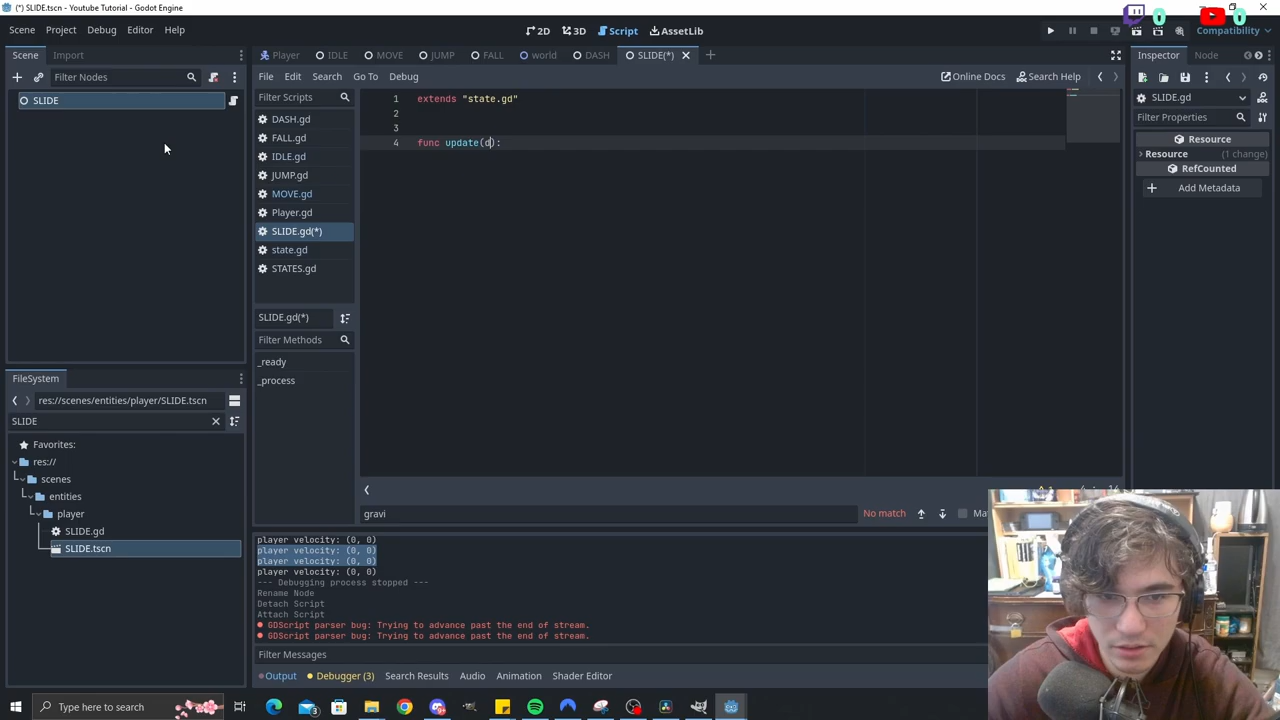 (*) SLIDE.tscn - Youtube Tutorial - Godot Engine
0
0
Scene Project Debug Editor Help
2D 3D Script AssetLib
Compatibility
Scene Import
Player IDLE MOVE JUMP FALL world DASH SLIDE(*)
Inspector Node
Filter Nodes
File Edit Search Go To Debug
Online Docs Search Help
SLIDE
Filter Scripts
SLIDE.gd
Filter Properties
DASH.gd
FALL.gd
IDLE.gd
JUMP.gd
MOVE.gd
Player.gd
SLIDE.gd(*)
state.gd
STATES.gd
1 extends "state.gd"
2
3
4 func update(d):
Resource
Resource (1 change)
RefCounted
Add Metadata
SLIDE.gd(*)
Filter Methods
_ready
_process
gravi
No match
FileSystem
res://scenes/entities/player/SLIDE.tscn
SLIDE
Favorites:
res://
scenes
entities
player
SLIDE.gd
SLIDE.tscn
player velocity: (0, 0)
player velocity: (0, 0)
player velocity: (0, 0)
player velocity: (0, 0)
--- Debugging process stopped ---
Rename Node
Detach Script
Attach Script
GDScript parser bug: Trying to advance past the end of stream.
GDScript parser bug: Trying to advance past the end of stream.
Filter Messages
Output Debugger (3) Search Results Audio Animation Shader Editor
Type here to search